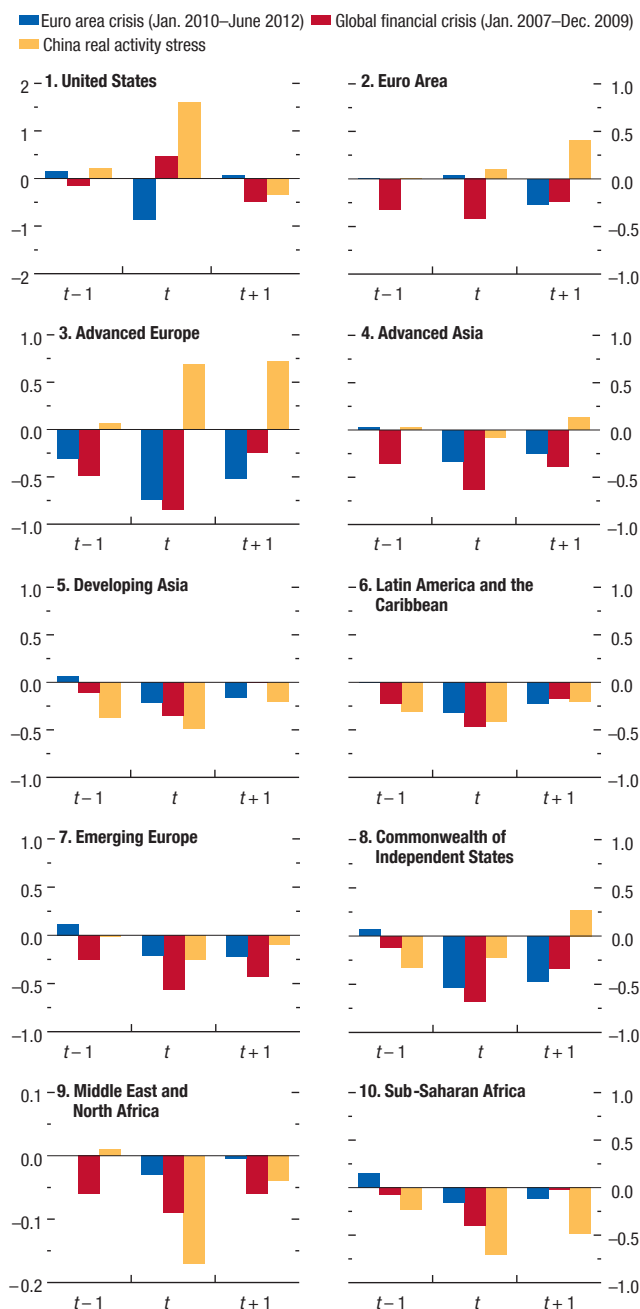 Euro area crisis (Jan. 2010–June 2012) Global financial crisis (Jan. 2007–Dec. 2009)
China real activity stress
1. United States
2
1
0
–1
–2
t – 1 t t + 1
2. Euro Area
1.0
0.5
0.0
–0.5
–1.0
t – 1 t t + 1
3. Advanced Europe
1.0
0.5
0.0
–0.5
–1.0
t – 1 t t + 1
4. Advanced Asia
1.0
0.5
0.0
–0.5
–1.0
t – 1 t t + 1
5. Developing Asia
1.0
0.5
0.0
–0.5
–1.0
t – 1 t t + 1
6. Latin America and the
Caribbean
1.0
0.5
0.0
–0.5
–1.0
t – 1 t t + 1
7. Emerging Europe
1.0
0.5
0.0
–0.5
–1.0
t – 1 t t + 1
8. Commonwealth of
Independent States
1.0
0.5
0.0
–0.5
–1.0
t – 1 t t + 1
9. Middle East and
North Africa
0.1
0.0
–0.1
–0.2
t – 1 t t + 1
10. Sub-Saharan Africa
1.0
0.5
0.0
–0.5
–1.0
t – 1 t t + 1